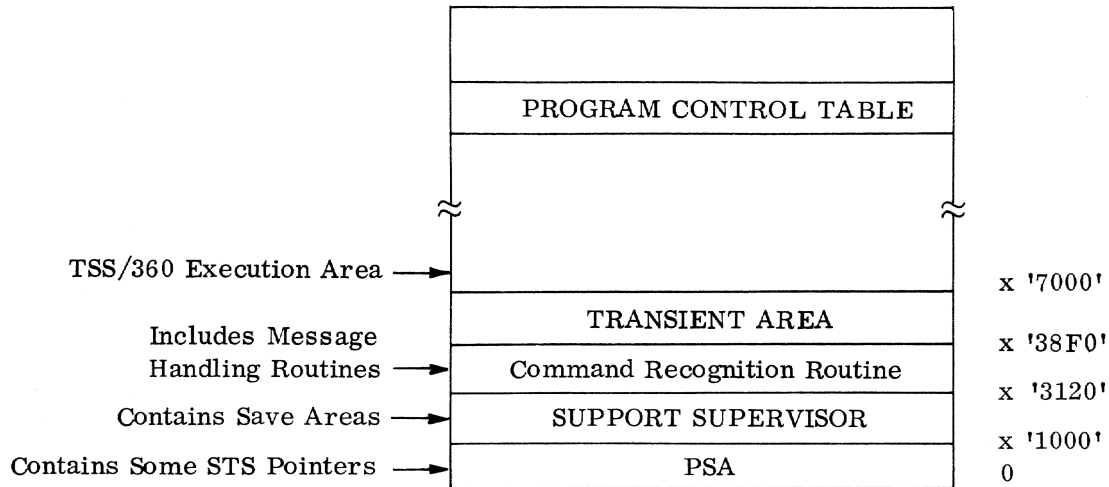 PROGRAM CONTROL TABLE
TSS/360 Execution Area
x '7000'
TRANSIENT AREA
Includes Message
Handling Routines
x '38F0'
Command Recognition Routine
x '3120'
Contains Save Areas
SUPPORT SUPERVISOR
x '1000'
Contains Some STS Pointers
PSA
0